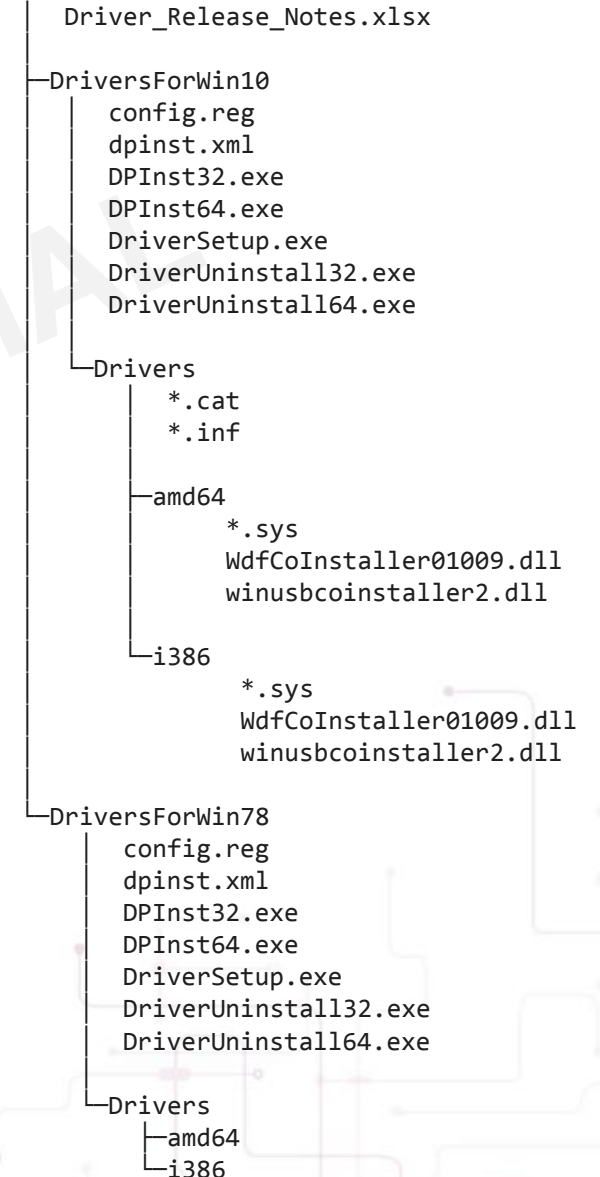 Driver_Release_Notes.xlsx
DriversForWin10
config.reg
dpinst.xml
DPInst32.exe
DPInst64.exe
DriverSetup.exe
DriverUninstall32.exe
DriverUninstall64.exe
Drivers
*.cat
*.inf
amd64
*.sys
WdfCoInstaller01009.dll
winusbcoinstaller2.dll
i386
*.sys
WdfCoInstaller01009.dll
winusbcoinstaller2.dll
DriversForWin78
config.reg
dpinst.xml
DPInst32.exe
DPInst64.exe
DriverSetup.exe
DriverUninstall32.exe
DriverUninstall64.exe
Drivers
amd64
i386